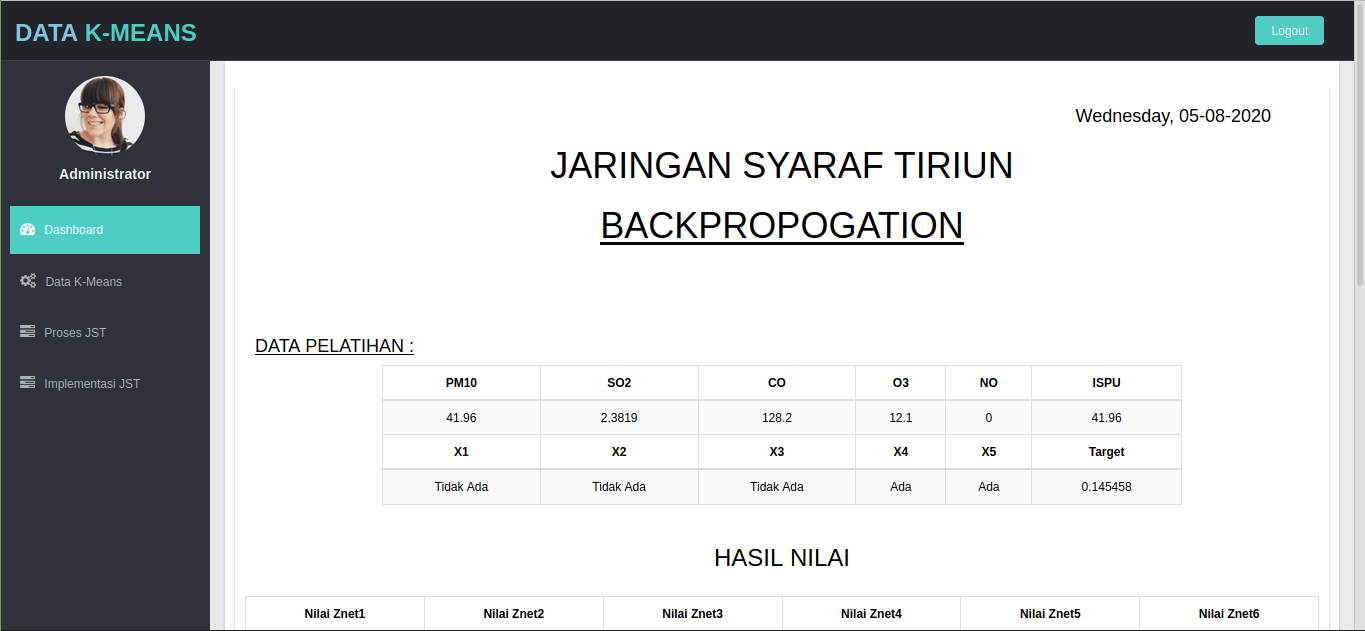 DATA K-MEANS
Logout
Administrator
Dashboard
Data K-Means
Proses JST
Implementasi JST
Wednesday, 05-08-2020
JARINGAN SYARAF TIRIUN
BACKPROPOGATION
DATA PELATIHAN :
PM10 SO2 CO O3 NO ISPU
41.96 2.3819 128.2 12.1 0 41.96
X1 X2 X3 X4 X5 Target
Tidak Ada Tidak Ada Tidak Ada Ada Ada 0.145458
HASIL NILAI
Nilai Znet1 Nilai Znet2 Nilai Znet3 Nilai Znet4 Nilai Znet5 Nilai Znet6